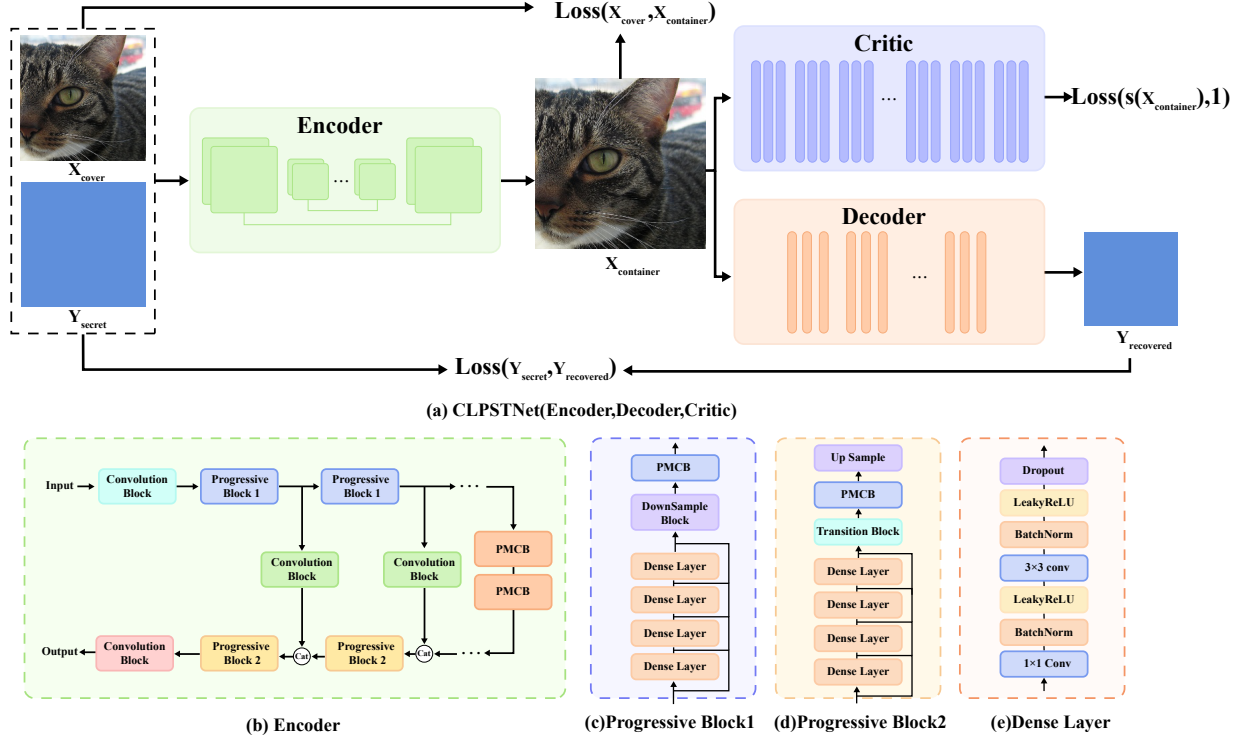 Loss(X_cover,X_container)
X_cover
Y_secret
Encoder
...
X_container
Critic
...
Loss(s(X_container),1)
Decoder
...
Y_recovered
Loss(Y_secret,Y_recovered)
(a) CLPSTNet(Encoder,Decoder,Critic)
Input
Convolution
Block
Progressive
Block 1
Progressive
Block 1
...
Convolution
Block
Convolution
Block
PMCB
PMCB
Output
Convolution
Block
Progressive
Block 2
Cat
Progressive
Block 2
Cat
...
(b) Encoder
PMCB
DownSample
Block
Dense Layer
Dense Layer
Dense Layer
Dense Layer
(c)Progressive Block1
Up Sample
PMCB
Transition Block
Dense Layer
Dense Layer
Dense Layer
Dense Layer
(d)Progressive Block2
Dropout
LeakyReLU
BatchNorm
3×3 conv
LeakyReLU
BatchNorm
1×1 Conv
(e)Dense Layer